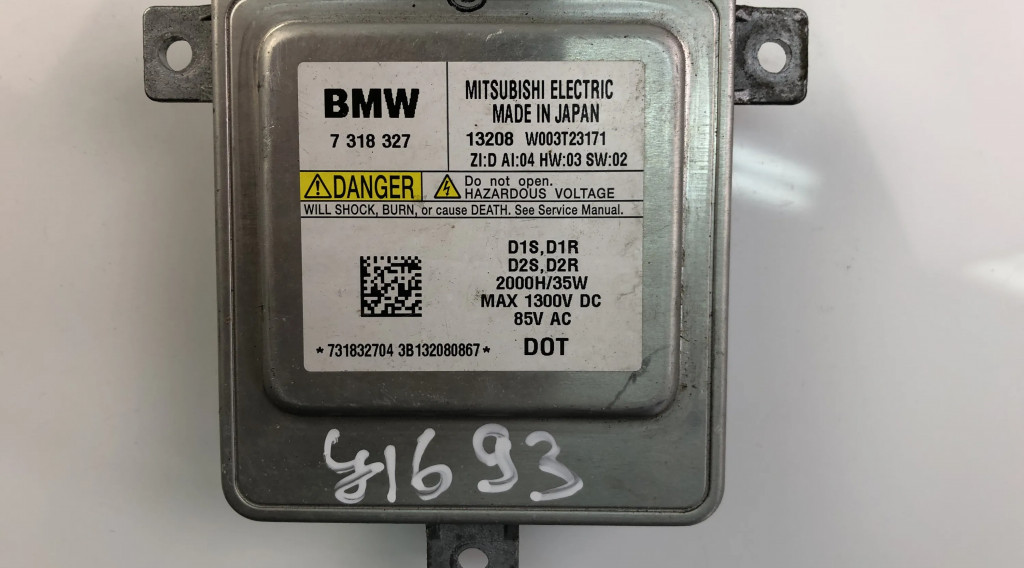 BMW
7 318 327
MITSUBISHI ELECTRIC
MADE IN JAPAN
13208 W003T23171
ZI:D AI:04 HW:03 SW:02
DANGER
Do not open.
HAZARDOUS VOLTAGE
WILL SHOCK, BURN, or cause DEATH. See Service Manual.
D1S,D1R
D2S,D2R
2000H/35W
MAX 1300V DC
85V AC
*731832704 3B132080867*
DOT